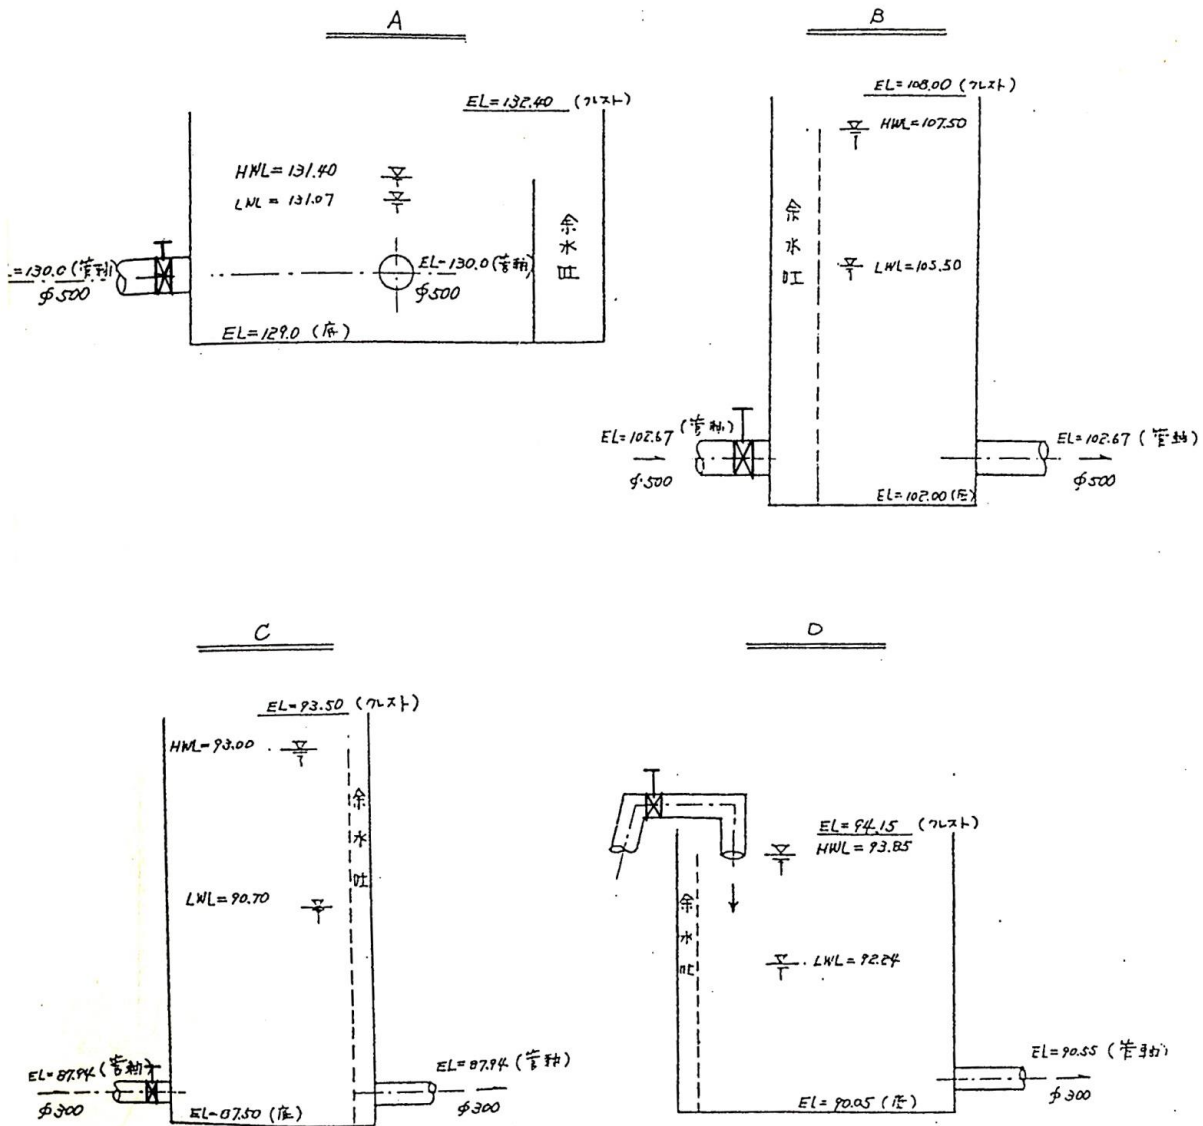 A
EL=132.40 (クレスト)
HWL=131.40
LWL=131.07
余水吐
=130.0 (管軸)
φ500
EL-130.0 (管軸)
φ500
EL=129.0 (底)
B
EL=108.00 (クレスト)
HWL=107.50
余水吐
LWL=105.50
EL=102.67 (管軸)
φ500
EL=102.67 (管軸)
φ500
EL=102.00 (底)
C
EL=93.50 (クレスト)
HWL=93.00
余水吐
LWL=90.70
EL=87.94 (管軸)
φ300
EL=87.94 (管軸)
φ300
EL-87.50 (底)
D
EL=94.15 (クレスト)
HWL=93.85
余水吐
LWL=92.24
EL=90.55 (管軸)
φ300
EL=90.05 (底)